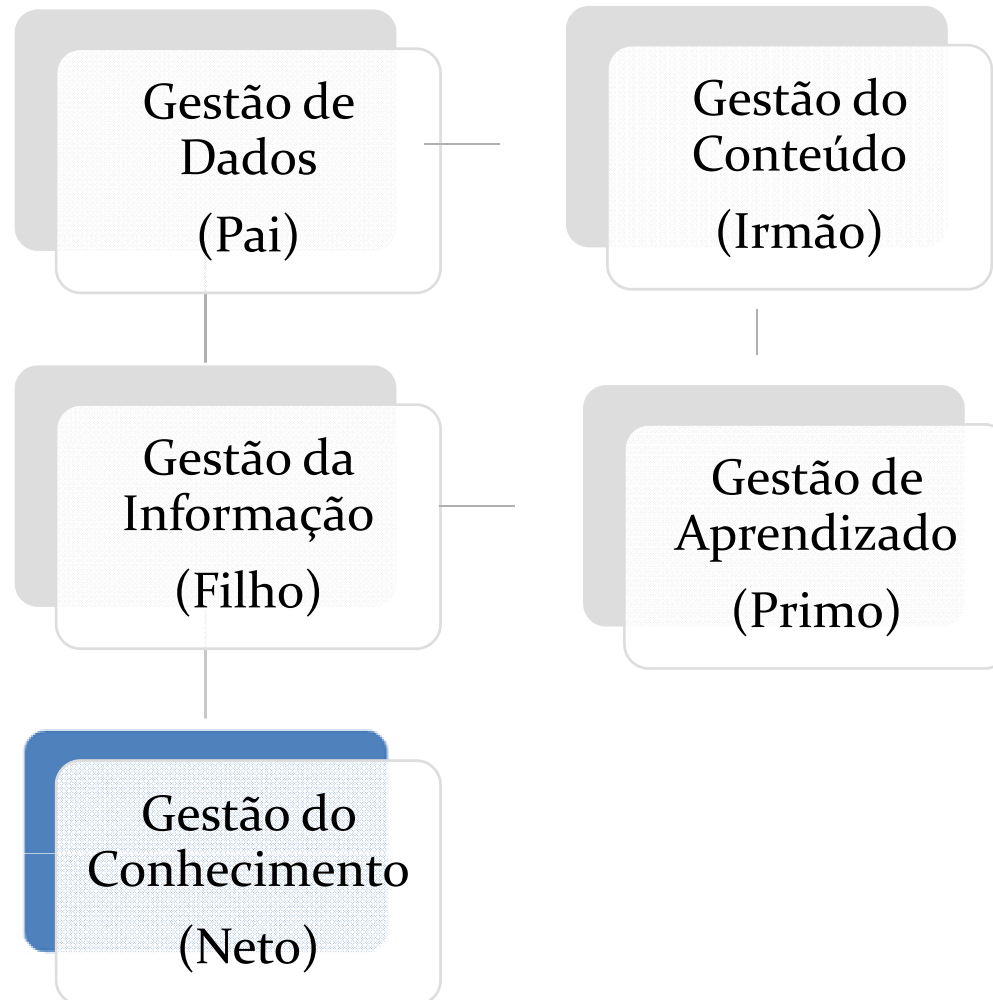 Gestão de
Dados
(Pai)
Gestão do
Conteúdo
(Irmão)
Gestão da
Informação
(Filho)
Gestão de
Aprendizado
(Primo)
Gestão do
Conhecimento
(Neto)